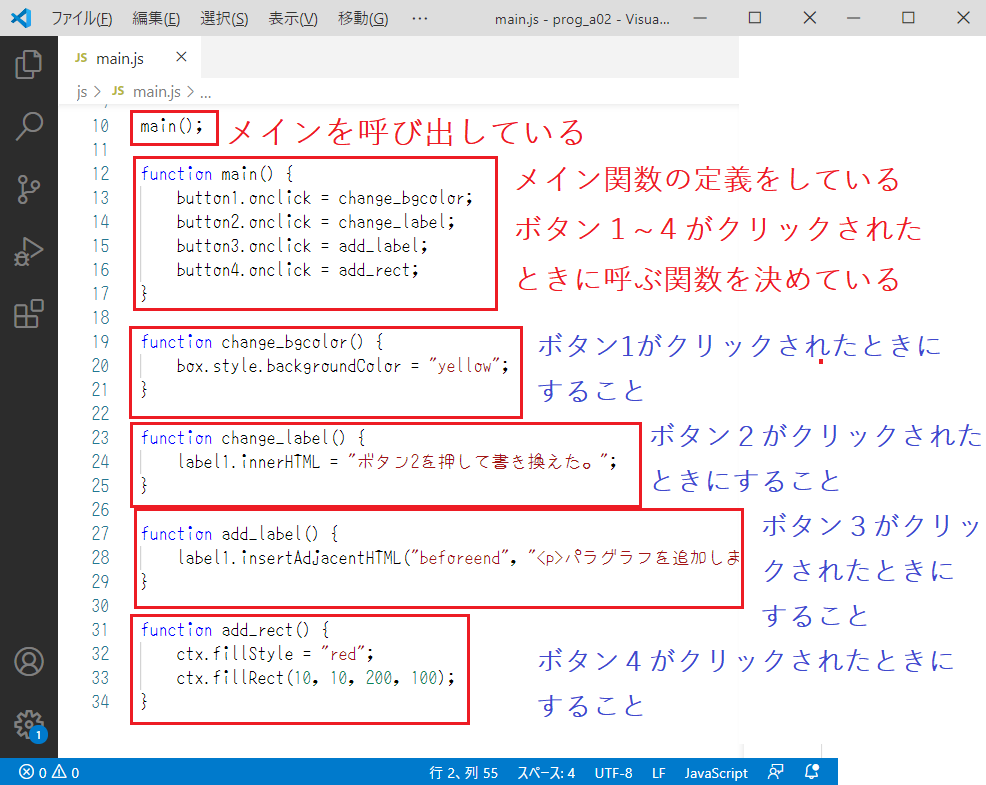 ファイル(F) 編集(E) 選択(S) 表示(V) 移動(G) ··· main.js - prog_a02 - Visua...
JS main.js
js > JS main.js > ...
10 main(); メインを呼び出している
11
12 function main() {
13 button1.onclick = change_bgcolor;
14 button2.onclick = change_label;
15 button3.onclick = add_label;
16 button4.onclick = add_rect;
17 }
メイン関数の定義をしている
ボタン１～４がクリックされた
ときに呼ぶ関数を決めている
18
19 function change_bgcolor() {
20 box.style.backgroundColor = "yellow";
21 }
ボタン1がクリックされたときに
すること
22
23 function change_label() {
24 label1.innerHTML = "ボタン2を押して書き換えた。";
25 }
ボタン２がクリックされた
ときにすること
26
27 function add_label() {
28 label1.insertAdjacentHTML("beforeend", "<p>パラグラフを追加しま
29 }
ボタン３がクリッ
クされたときに
すること
30
31 function add_rect() {
32 ctx.fillStyle = "red";
33 ctx.fillRect(10, 10, 200, 100);
34 }
ボタン４がクリックされたときに
すること
1
0 0 行 2、列 55 スペース: 4 UTF-8 LF JavaScript